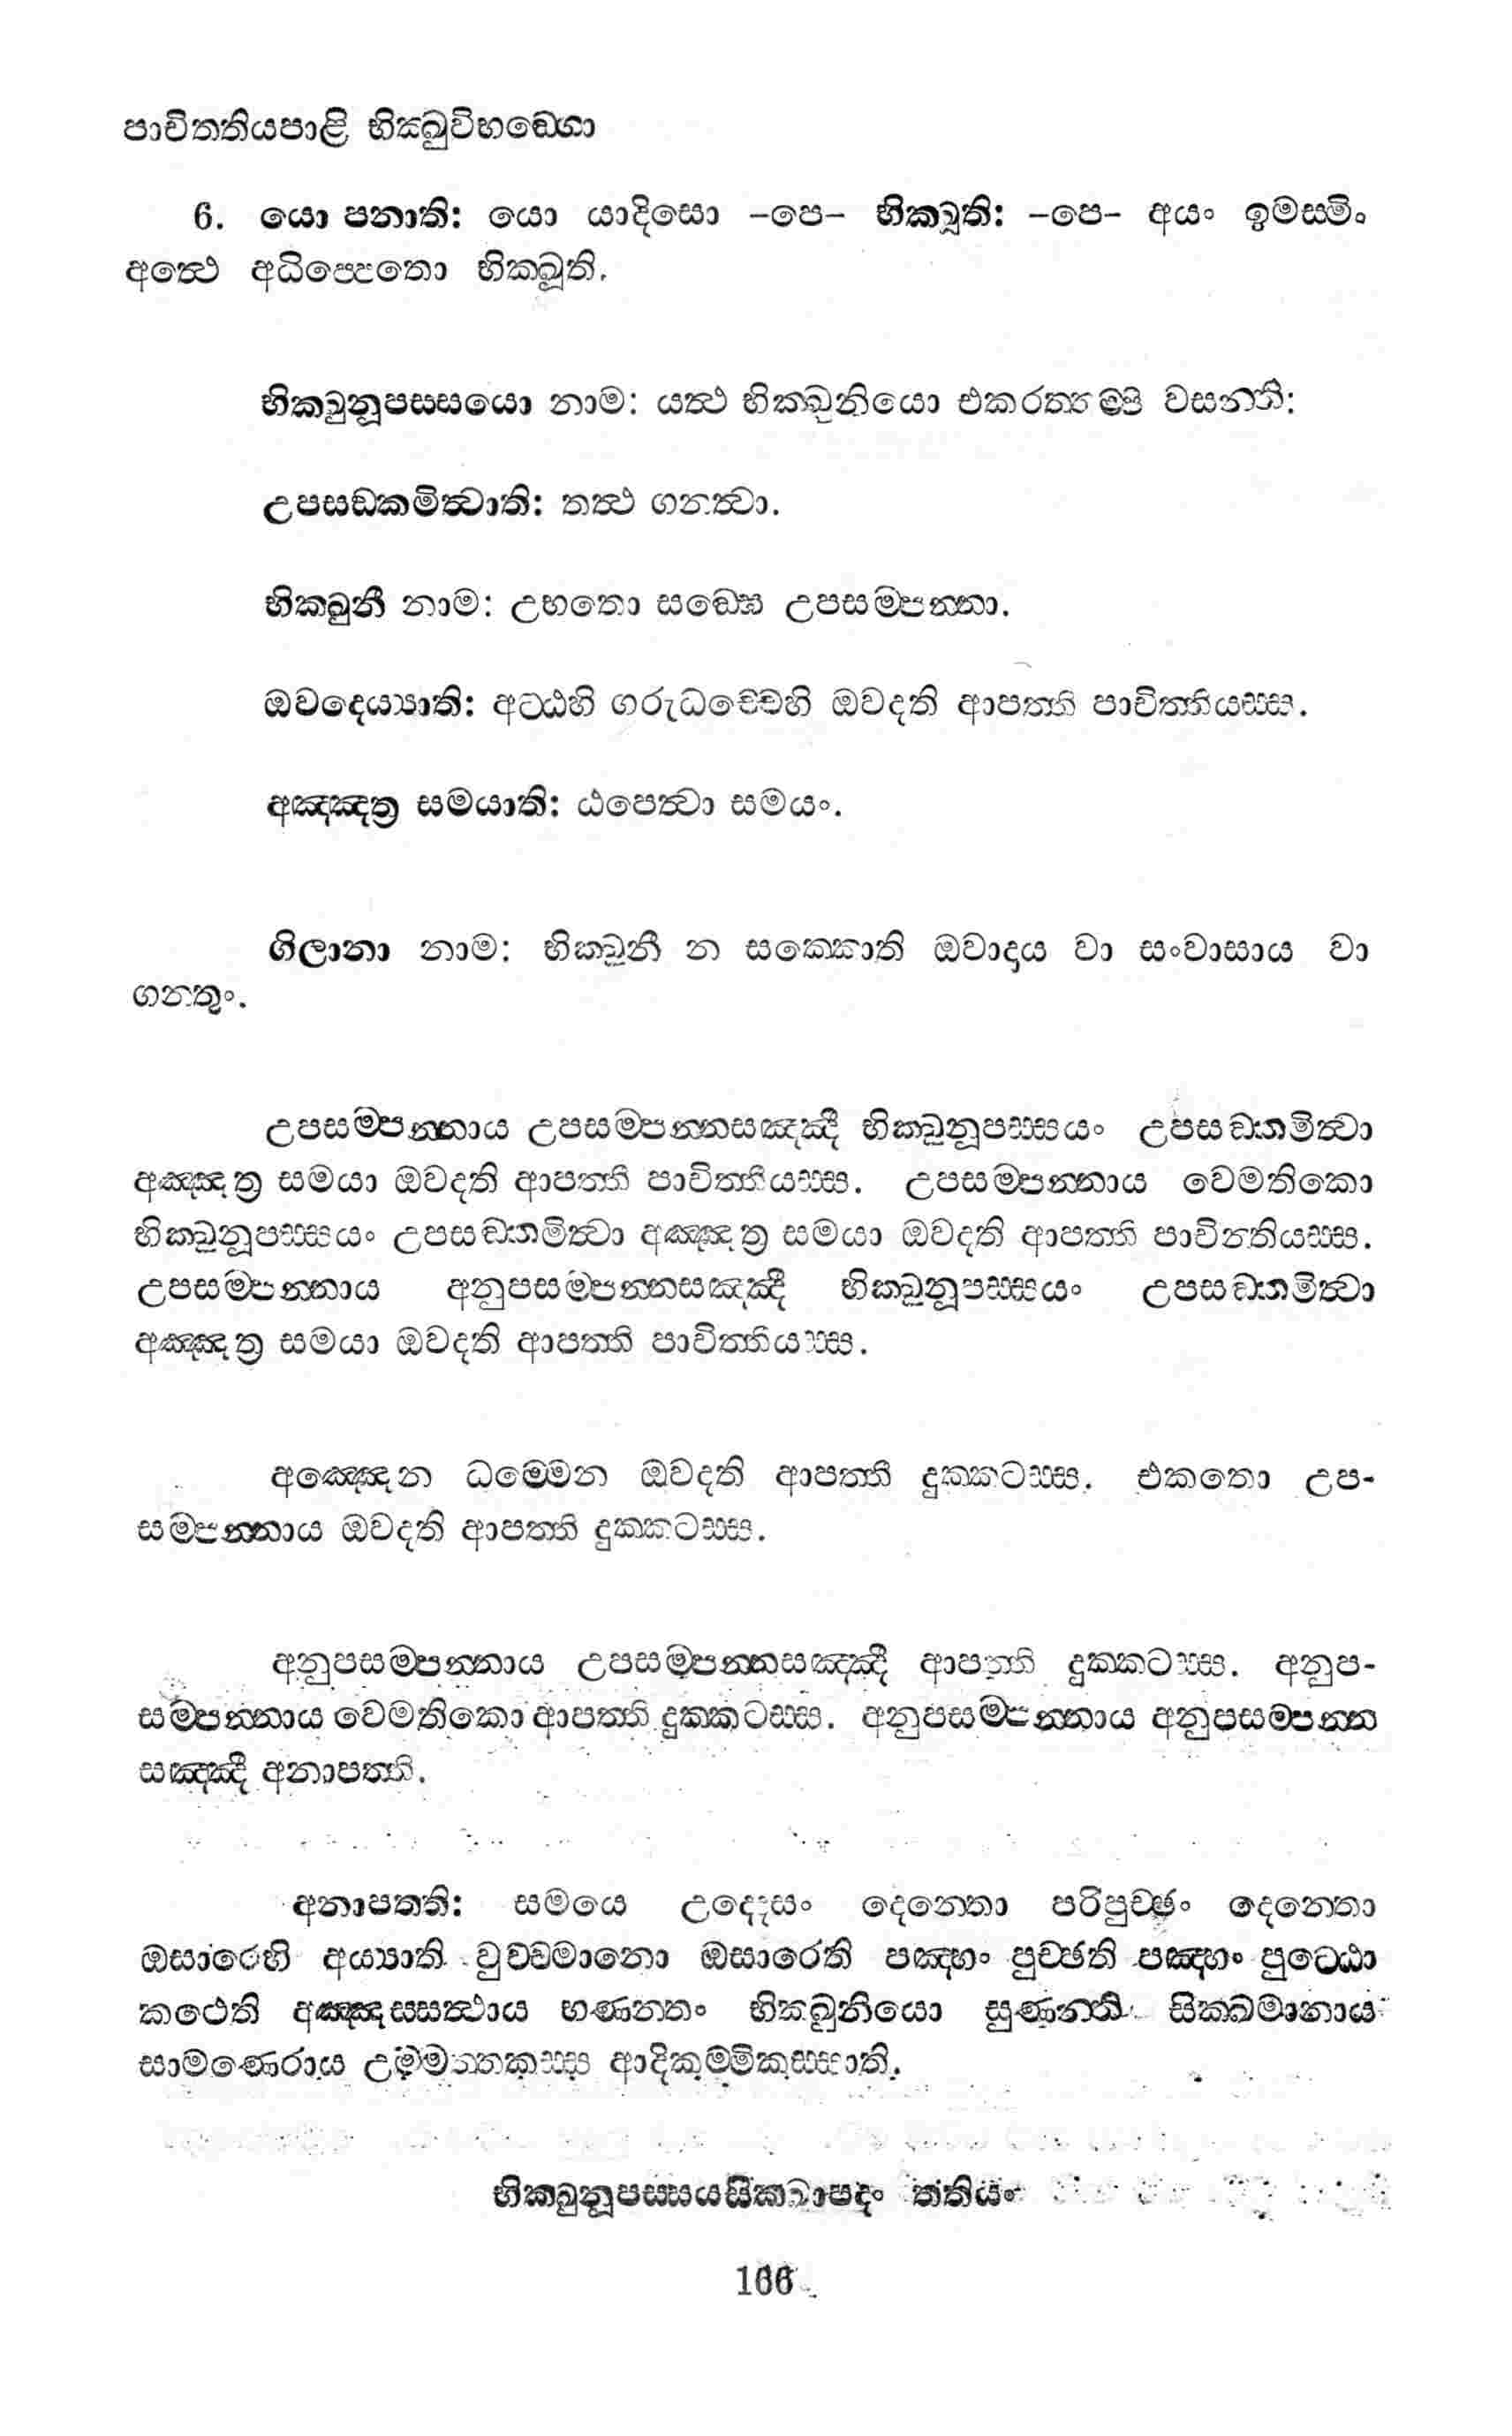 පාචිත්තියපාළි භික්ඛුවිභඞ්ගො
6. යො පනාති: යො යාදිසො –පෙ– භික්ඛූති: –පෙ– අයං ඉමස්මිං
අත්ථෙ අධිප්පෙතො භික්ඛූති.
භික්ඛුනූපස්සයො නාම: යත්ථ භික්ඛුනියො එකරත්තම්පි වසන්ති:
උපසඞ්කමිත්වාති: තත්ථ ගන්ත්වා.
භික්ඛුනී නාම: උභතො සඞ්ඝෙ උපසම්පන්නා.
ඔවදෙය්‍යාති: අට්ඨහි ගරුධම්මෙහි ඔවදති ආපත්ති පාචිත්තියස්ස.
අඤ්ඤත්‍ර සමයාති: ඨපෙත්වා සමයං.
ගිලානා නාම: භික්ඛුනී න සක්කොති ඔවාදාය වා සංවාසාය වා
ගන්තුං.
උපසම්පන්නාය උපසම්පන්නසඤ්ඤී භික්ඛුනූපස්සයං උපසඞ්කමිත්වා
අඤ්ඤත්‍ර සමයා ඔවදති ආපත්ති පාචිත්තියස්ස. උපසම්පන්නාය වෙමතිකො
භික්ඛුනූපස්සයං උපසඞ්කමිත්වා අඤ්ඤත්‍ර සමයා ඔවදති ආපත්ති පාචිත්තියස්ස.
උපසම්පන්නාය අනුපසම්පන්නසඤ්ඤී භික්ඛුනූපස්සයං උපසඞ්කමිත්වා
අඤ්ඤත්‍ර සමයා ඔවදති ආපත්ති පාචිත්තියස්ස.
අඤ්ඤෙන ධම්මෙන ඔවදති ආපත්ති දුක්කටස්ස. එකතො උප-
සම්පන්නාය ඔවදති ආපත්ති දුක්කටස්ස.
අනුපසම්පන්නාය උපසම්පන්නසඤ්ඤී ආපත්ති දුක්කටස්ස. අනුප-
සම්පන්නාය වෙමතිකො ආපත්ති දුක්කටස්ස. අනුපසම්පන්නාය අනුපසම්පන්න
සඤ්ඤී අනාපත්ති.
අනාපත්ති: සමයෙ උද්දෙසං දෙන්තො පරිපුච්ඡං දෙන්තො
ඔසාරෙහි අය්‍යාති වුච්චමානො ඔසාරෙති පඤ්හං පුච්ඡති පඤ්හං පුට්ඨො
කථෙති අඤ්ඤස්සත්ථාය භණන්තං භික්ඛුනියො සුණන්ති සික්ඛමානාය
සාමණෙරාය උම්මත්තකස්ස ආදිකම්මිකස්සාති.
භික්ඛුනූපස්සයසික්ඛාපදං තතියං
166